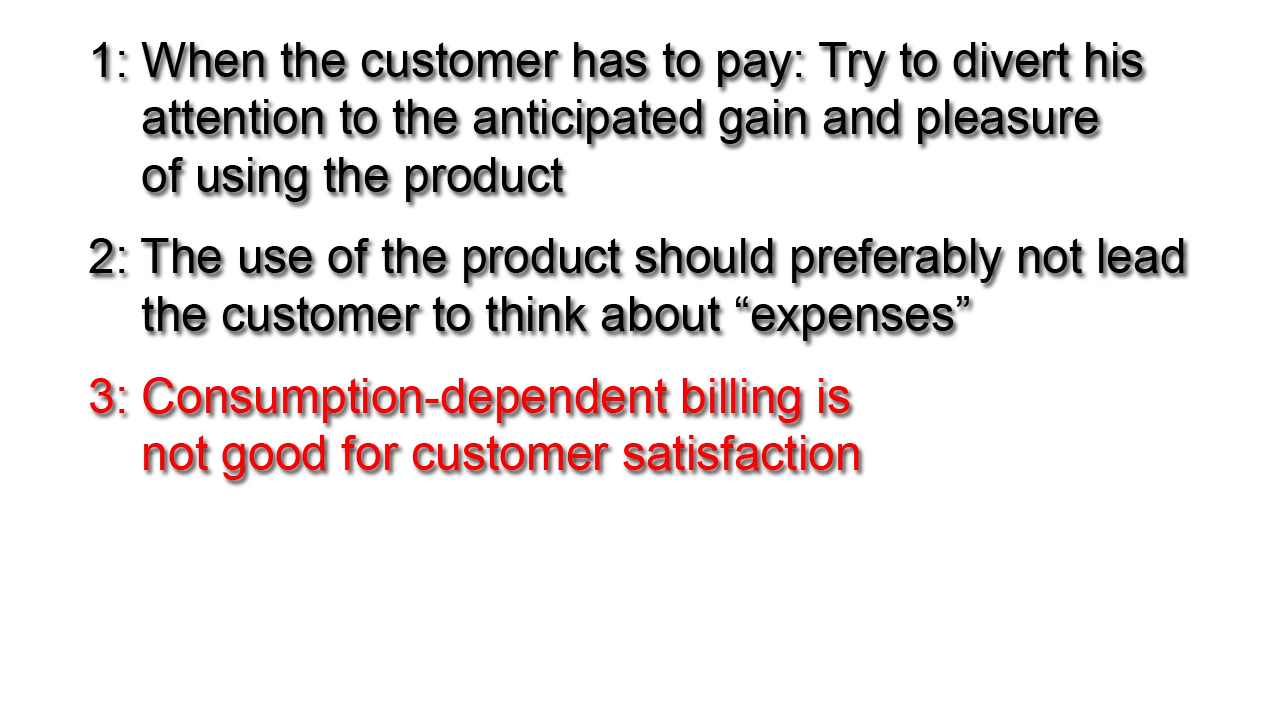 1: When the customer has to pay: Try to divert his
attention to the anticipated gain and pleasure
of using the product
2: The use of the product should preferably not lead
the customer to think about “expenses”
3: Consumption-dependent billing is
not good for customer satisfaction